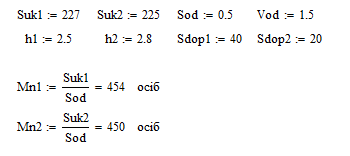 Suk1 := 227 Suk2 := 225 Sod := 0.5 Vod := 1.5
h1 := 2.5 h2 := 2.8 Sdop1 := 40 Sdop2 := 20
Mn1 := Suk1 / Sod = 454 осіб
Mn2 := Suk2 / Sod = 450 осіб